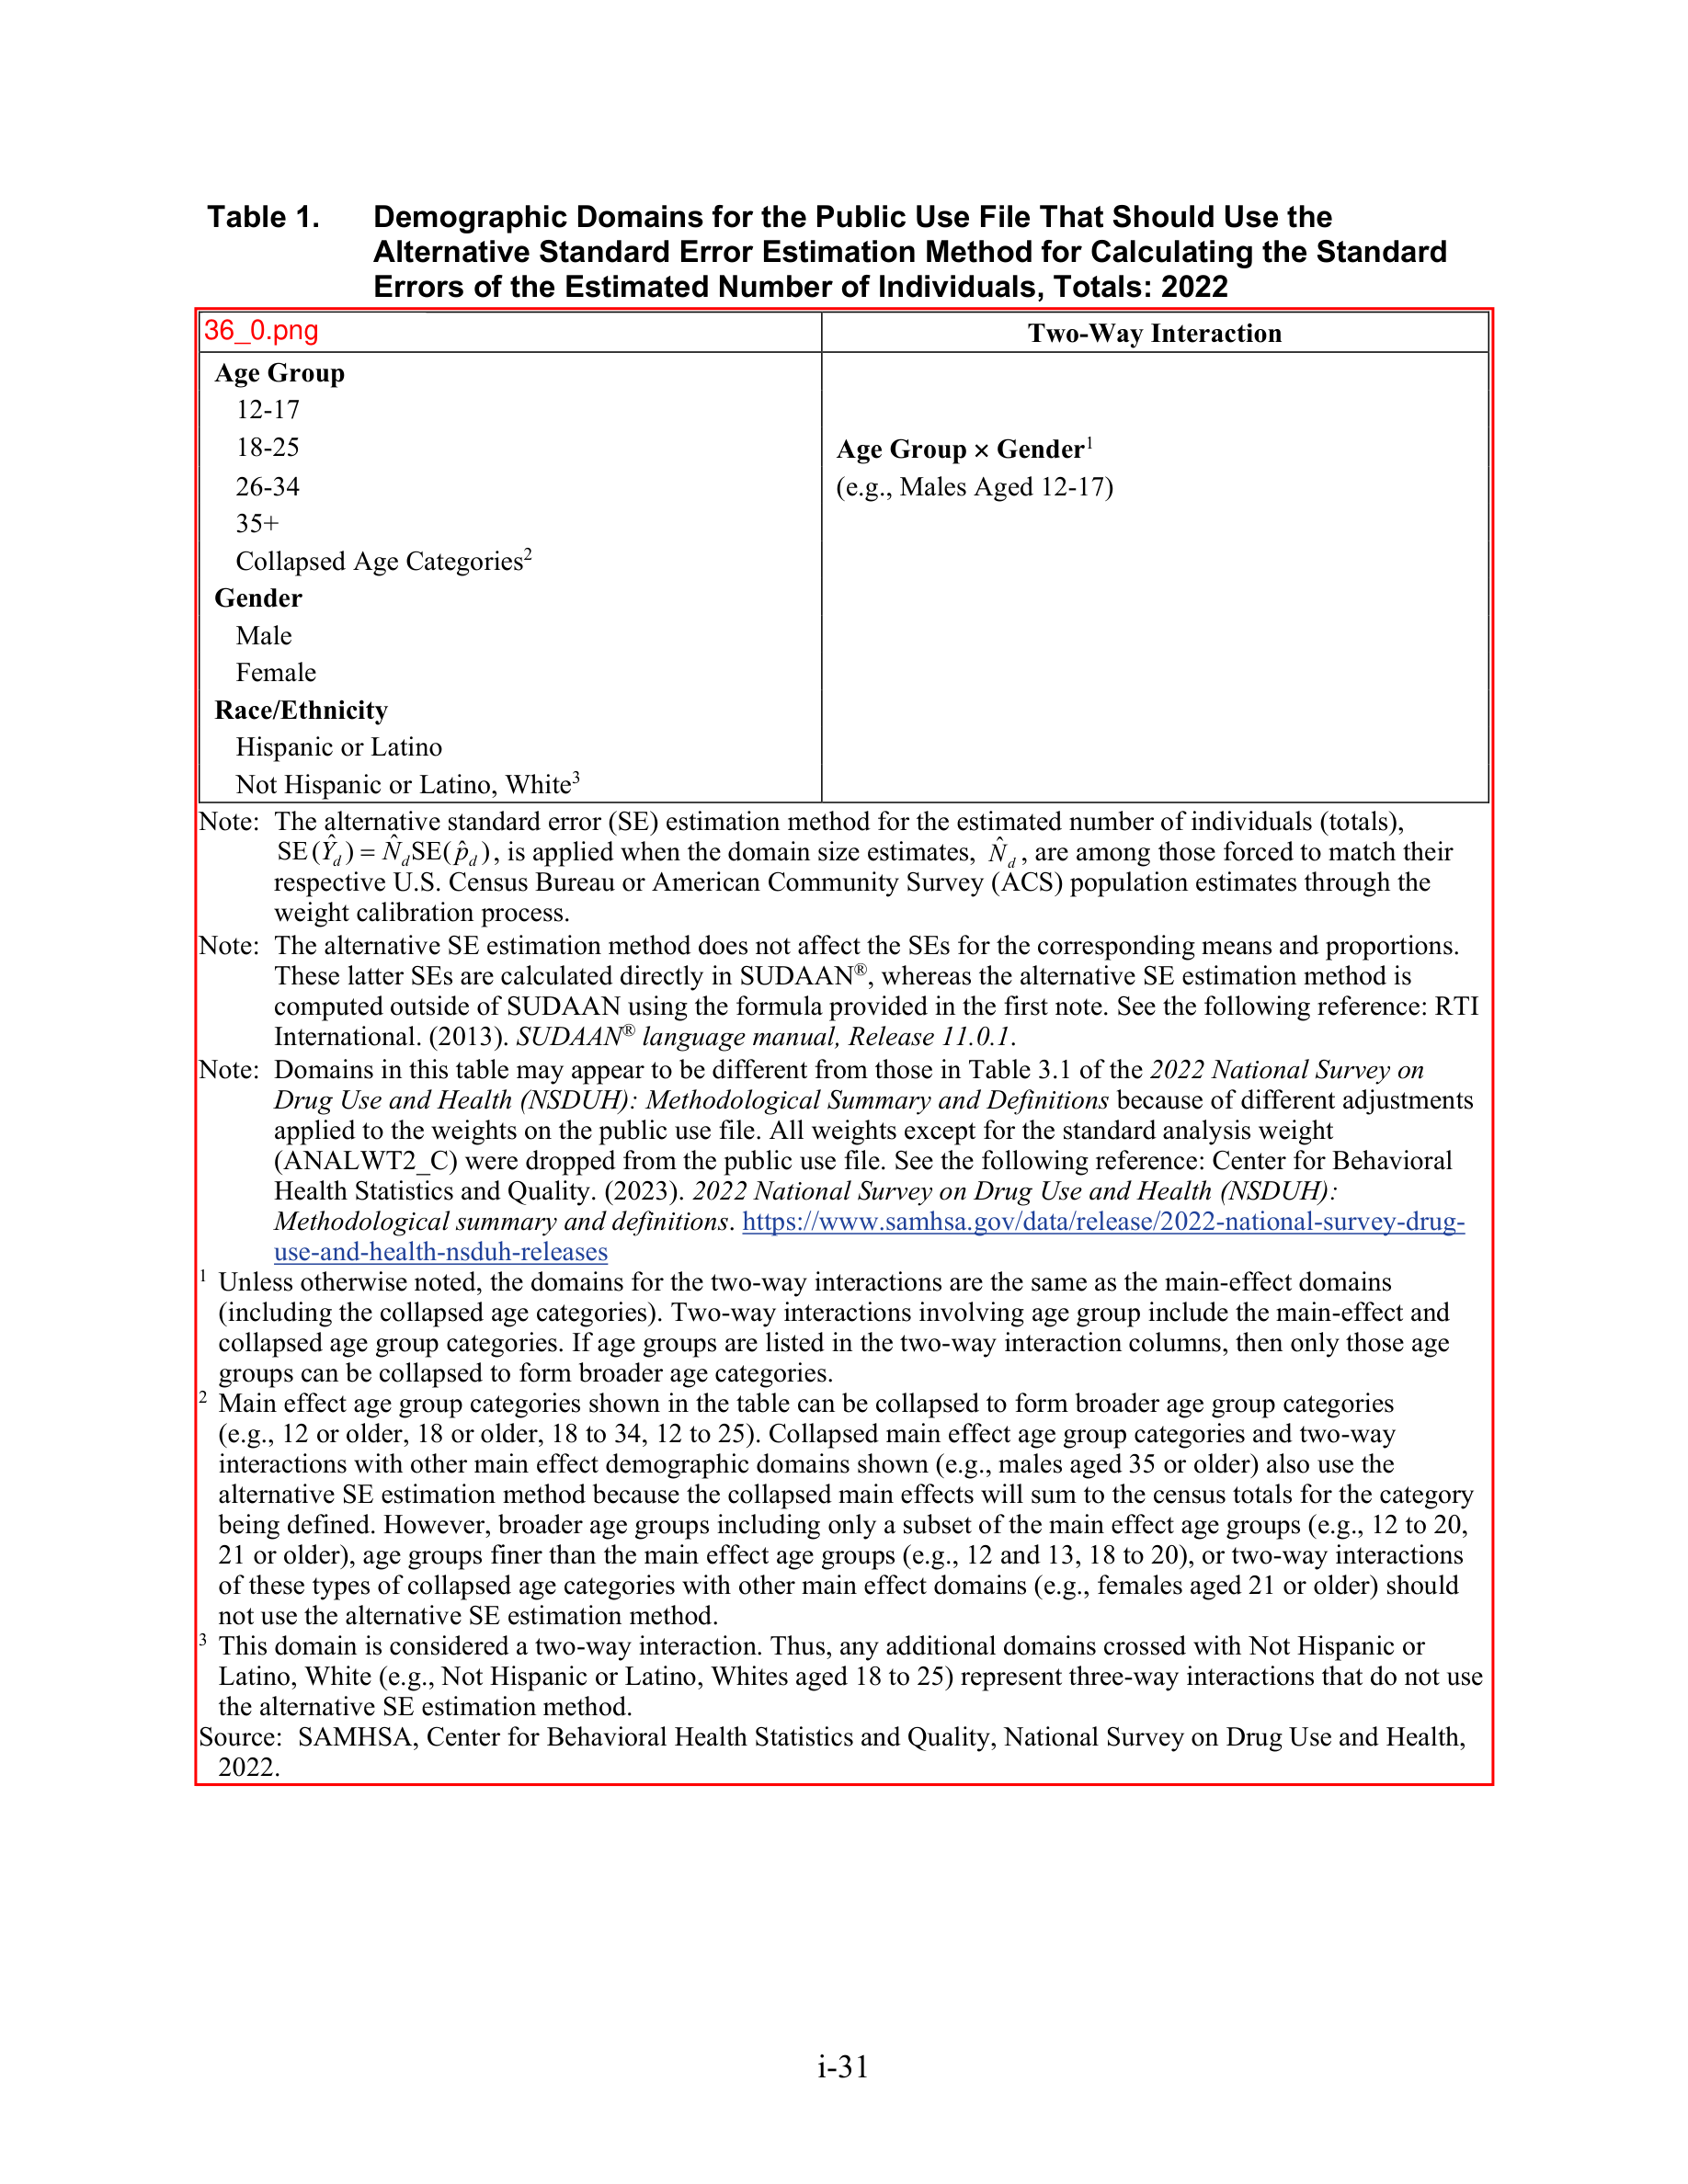 Table 1. Demographic Domains for the Public Use File That Should Use the
Alternative Standard Error Estimation Method for Calculating the Standard
Errors of the Estimated Number of Individuals, Totals: 2022
36_0.png
Two-Way Interaction
Age Group
12-17
18-25
26-34
35+
Collapsed Age Categories²
Gender
Male
Female
Race/Ethnicity
Hispanic or Latino
Not Hispanic or Latino, White³
Age Group × Gender¹
(e.g., Males Aged 12-17)
Note: The alternative standard error (SE) estimation method for the estimated number of individuals (totals),
SE(Ŷ_d) = N̂_d SE(p̂_d), is applied when the domain size estimates, N̂_d, are among those forced to match their
respective U.S. Census Bureau or American Community Survey (ACS) population estimates through the
weight calibration process.
Note: The alternative SE estimation method does not affect the SEs for the corresponding means and proportions.
These latter SEs are calculated directly in SUDAAN®, whereas the alternative SE estimation method is
computed outside of SUDAAN using the formula provided in the first note. See the following reference: RTI
International. (2013). SUDAAN® language manual, Release 11.0.1.
Note: Domains in this table may appear to be different from those in Table 3.1 of the 2022 National Survey on
Drug Use and Health (NSDUH): Methodological Summary and Definitions because of different adjustments
applied to the weights on the public use file. All weights except for the standard analysis weight
(ANALWT2_C) were dropped from the public use file. See the following reference: Center for Behavioral
Health Statistics and Quality. (2023). 2022 National Survey on Drug Use and Health (NSDUH):
Methodological summary and definitions. https://www.samhsa.gov/data/release/2022-national-survey-drug-
use-and-health-nsduh-releases
¹ Unless otherwise noted, the domains for the two-way interactions are the same as the main-effect domains
(including the collapsed age categories). Two-way interactions involving age group include the main-effect and
collapsed age group categories. If age groups are listed in the two-way interaction columns, then only those age
groups can be collapsed to form broader age categories.
² Main effect age group categories shown in the table can be collapsed to form broader age group categories
(e.g., 12 or older, 18 or older, 18 to 34, 12 to 25). Collapsed main effect age group categories and two-way
interactions with other main effect demographic domains shown (e.g., males aged 35 or older) also use the
alternative SE estimation method because the collapsed main effects will sum to the census totals for the category
being defined. However, broader age groups including only a subset of the main effect age groups (e.g., 12 to 20,
21 or older), age groups finer than the main effect age groups (e.g., 12 and 13, 18 to 20), or two-way interactions
of these types of collapsed age categories with other main effect domains (e.g., females aged 21 or older) should
not use the alternative SE estimation method.
³ This domain is considered a two-way interaction. Thus, any additional domains crossed with Not Hispanic or
Latino, White (e.g., Not Hispanic or Latino, Whites aged 18 to 25) represent three-way interactions that do not use
the alternative SE estimation method.
Source: SAMHSA, Center for Behavioral Health Statistics and Quality, National Survey on Drug Use and Health,
2022.
i-31